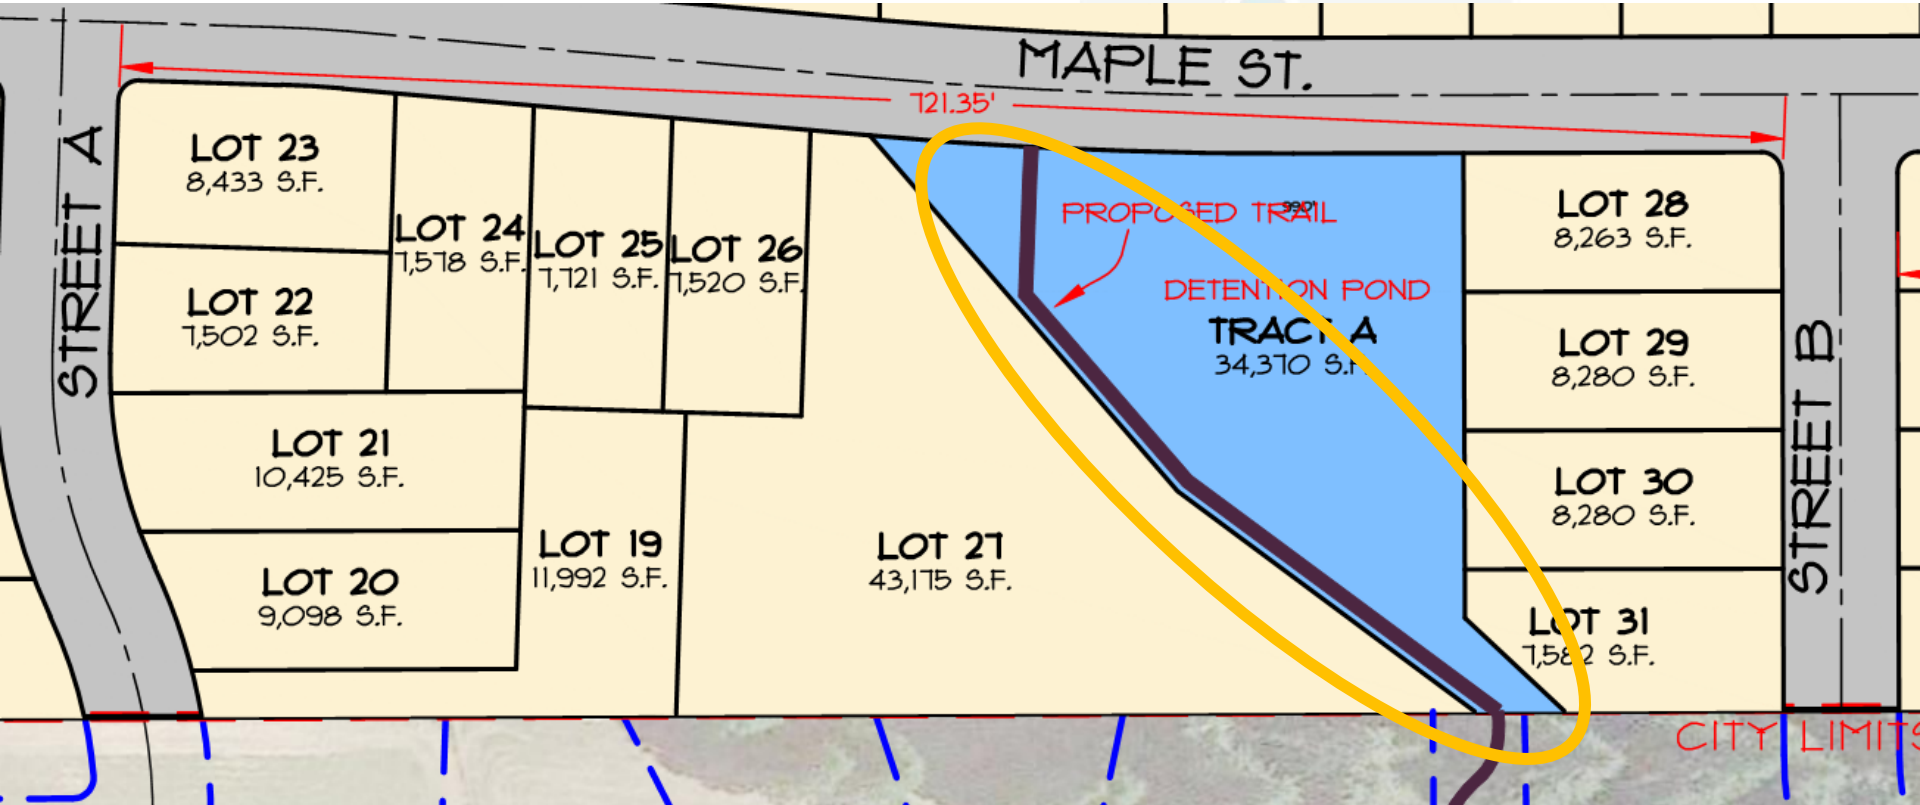 MAPLE ST.
721.35'
STREET A
LOT 23
8,433 S.F.
LOT 24
7,578 S.F.
LOT 25
7,721 S.F.
LOT 26
7,520 S.F.
LOT 22
7,502 S.F.
LOT 21
10,425 S.F.
LOT 20
9,098 S.F.
LOT 19
11,992 S.F.
LOT 27
43,175 S.F.
PROPOSED TRAIL
DETENTION POND
TRACT A
34,370 S.F.
LOT 28
8,263 S.F.
LOT 29
8,280 S.F.
LOT 30
8,280 S.F.
LOT 31
7,582 S.F.
STREET B
CITY LIMITS